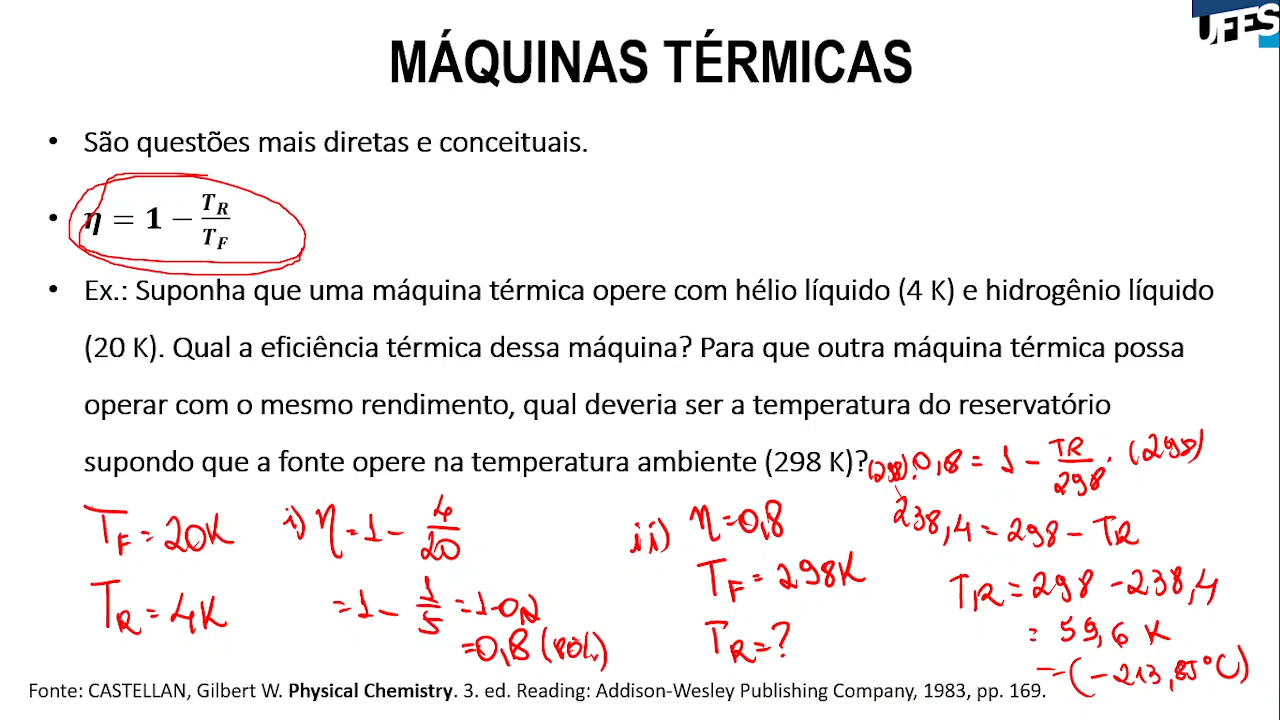 UFES
MÁQUINAS TÉRMICAS
• São questões mais diretas e conceituais.
• η = 1 − T_R / T_F
• Ex.: Suponha que uma máquina térmica opere com hélio líquido (4 K) e hidrogênio líquido
(20 K). Qual a eficiência térmica dessa máquina? Para que outra máquina térmica possa
operar com o mesmo rendimento, qual deveria ser a temperatura do reservatório
supondo que a fonte opere na temperatura ambiente (298 K)?
T_F = 20K
T_R = 4K
i) η = 1 − 4/20
= 1 − 1/5 = 1-0,2
= 0,8 (80%)
ii) η = 0,8
T_F = 298K
T_R = ?
(298). 0,8 = 1 − TR/298 . (298)
238,4 = 298 − TR
TR = 298 − 238,4
= 59,6 K
= (−213,85°C)
Fonte: CASTELLAN, Gilbert W. Physical Chemistry. 3. ed. Reading: Addison-Wesley Publishing Company, 1983, pp. 169.